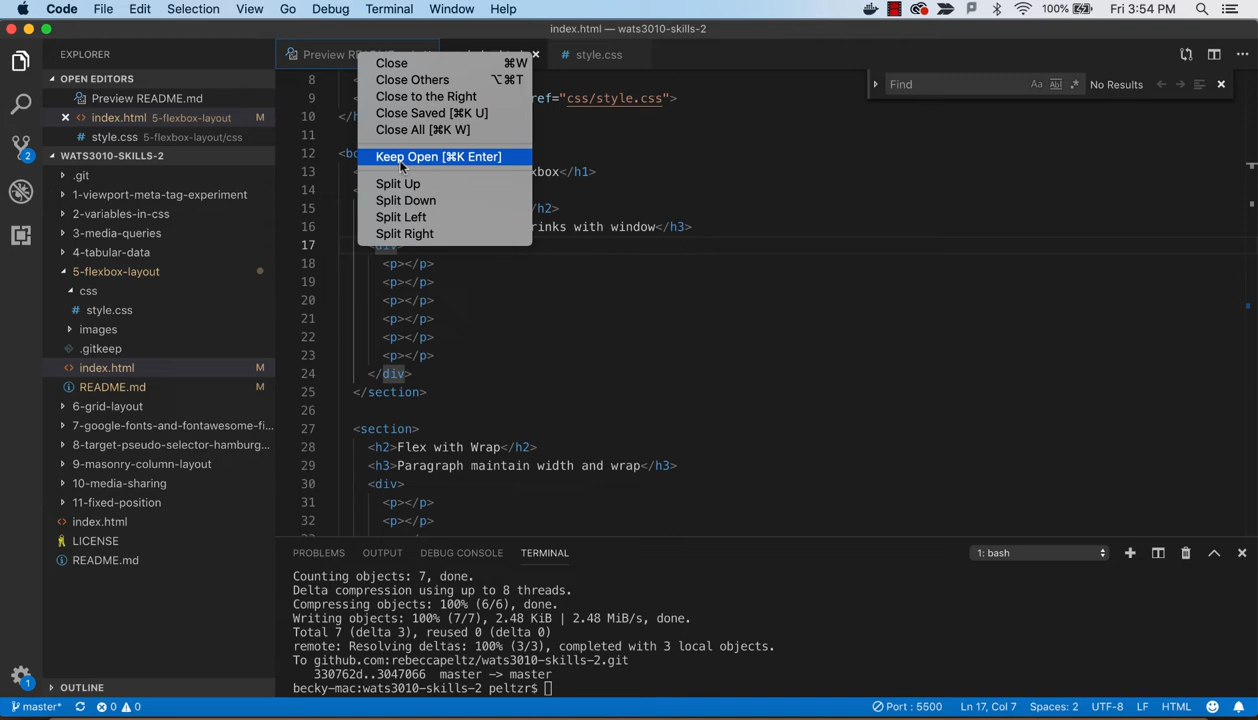 Code File Edit Selection View Go Debug Terminal Window Help 100% Fri 3:54 PM
index.html — wats3010-skills-2
EXPLORER
OPEN EDITORS
Preview README.md
index.html 5-flexbox-layout M
style.css 5-flexbox-layout/css
WATS3010-SKILLS-2
.git
1-viewport-meta-tag-experiment
2-variables-in-css
3-media-queries
4-tabular-data
5-flexbox-layout
css
style.css
images
.gitkeep
index.html M
README.md M
6-grid-layout
7-google-fonts-and-fontawesome-fi...
8-target-pseudo-selector-hamburg...
9-masonry-column-layout
10-media-sharing
11-fixed-position
index.html
LICENSE
README.md
OUTLINE
2
1
Preview
style.css
Close ⌘W
Close Others ⌥⌘T
Close to the Right
Close Saved [⌘K U]
Close All [⌘K W]
Keep Open [⌘K Enter]
Split Up
Split Down
Split Left
Split Right
Find Aa Abl .* No Results
8 <
9 < ref="css/style.css">
10 </h
11
12 <bo
13 < xbox</h1>
14 <
15 /h2>
16 rinks with window</h3>
17 <div>
18 <p></p>
19 <p></p>
20 <p></p>
21 <p></p>
22 <p></p>
23 <p></p>
24 </div>
25 </section>
26
27 <section>
28 <h2>Flex with Wrap</h2>
29 <h3>Paragraph maintain width and wrap</h3>
30 <div>
31 <p></p>
32 <p></p>
PROBLEMS OUTPUT DEBUG CONSOLE TERMINAL 1: bash
Counting objects: 7, done.
Delta compression using up to 8 threads.
Compressing objects: 100% (6/6), done.
Writing objects: 100% (7/7), 2.48 KiB | 2.48 MiB/s, done.
Total 7 (delta 3), reused 0 (delta 0)
remote: Resolving deltas: 100% (3/3), completed with 3 local objects.
To github.com:rebeccapeltz/wats3010-skills-2.git
330762d..3047066 master -> master
becky-mac:wats3010-skills-2 peltzr$
master* 0 0 Port : 5500 Ln 17, Col 7 Spaces: 2 UTF-8 LF HTML